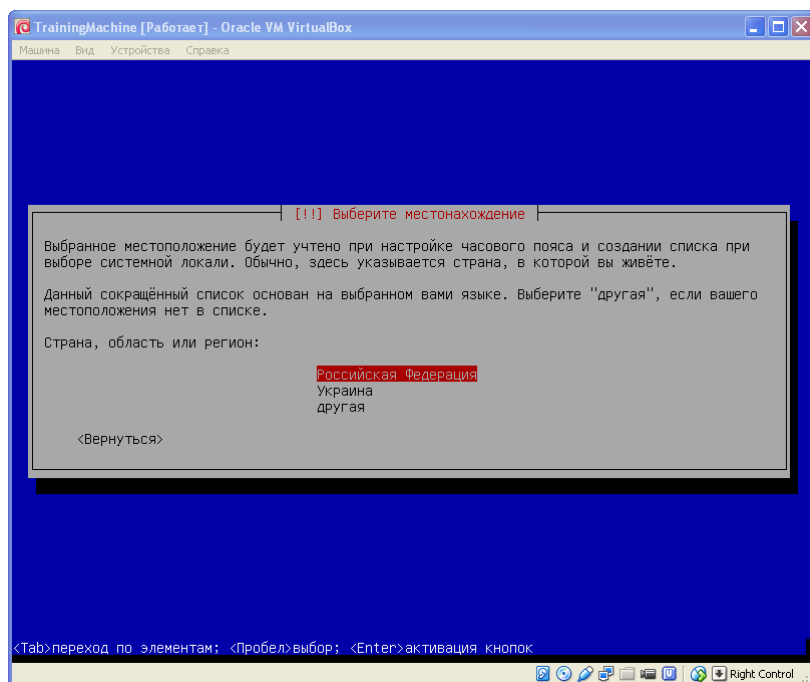 TrainingMachine [Работает] - Oracle VM VirtualBox
Машина Вид Устройства Справка
[!!] Выберите местонахождение
Выбранное местоположение будет учтено при настройке часового пояса и создании списка при
выборе системной локали. Обычно, здесь указывается страна, в которой вы живёте.
Данный сокращённый список основан на выбранном вами языке. Выберите "другая", если вашего
местоположения нет в списке.
Страна, область или регион:
Российская Федерация
Украина
другая
<Вернуться>
<Tab>переход по элементам; <Пробел>выбор; <Enter>активация кнопок
Right Control